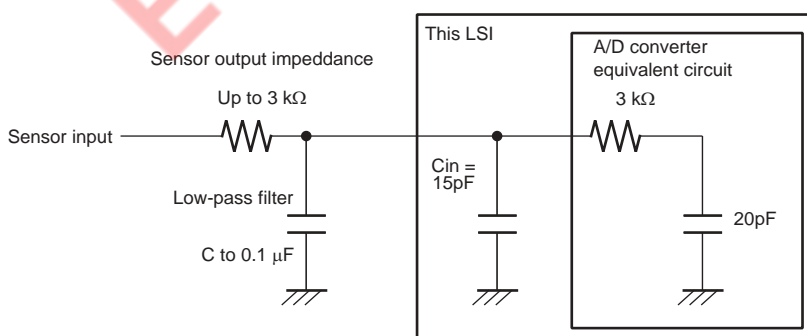 This LSI
A/D converter
equivalent circuit
Sensor output impeddance
Up to 3 kΩ
3 kΩ
Sensor input
Cin =
15pF
Low-pass filter
20pF
C to 0.1 μF